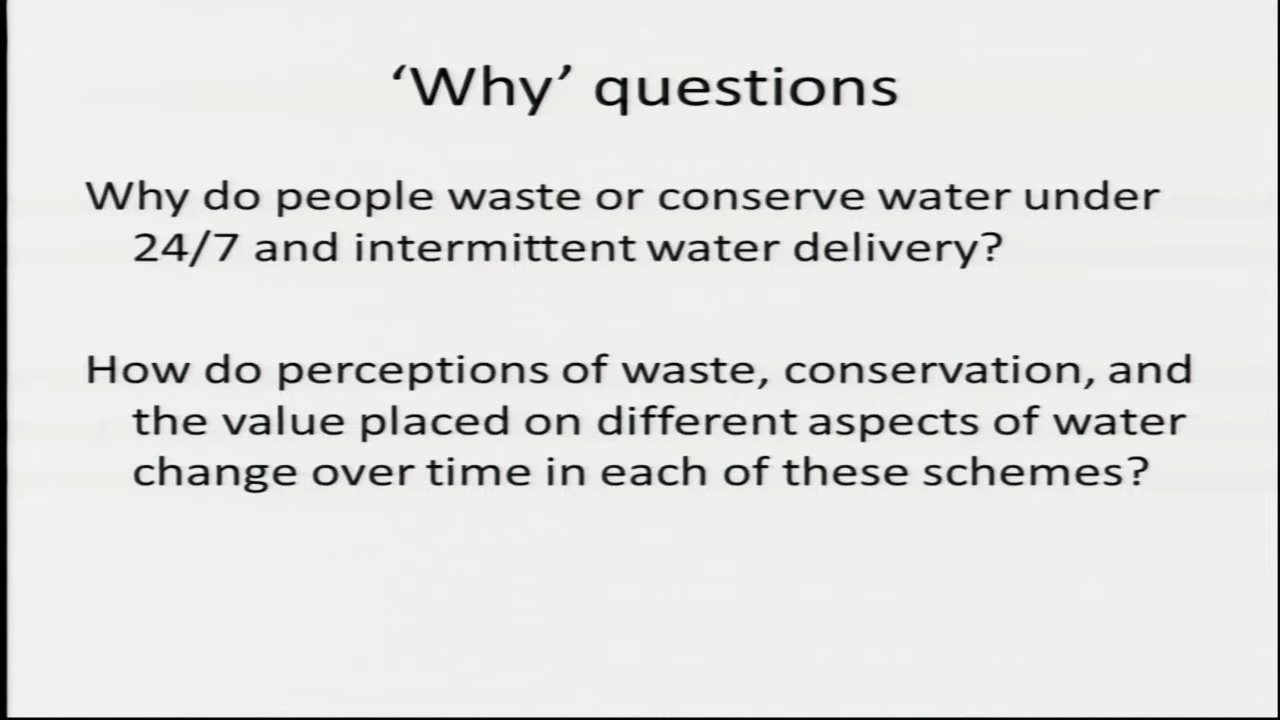 ‘Why’ questions
Why do people waste or conserve water under
24/7 and intermittent water delivery?
How do perceptions of waste, conservation, and
the value placed on different aspects of water
change over time in each of these schemes?